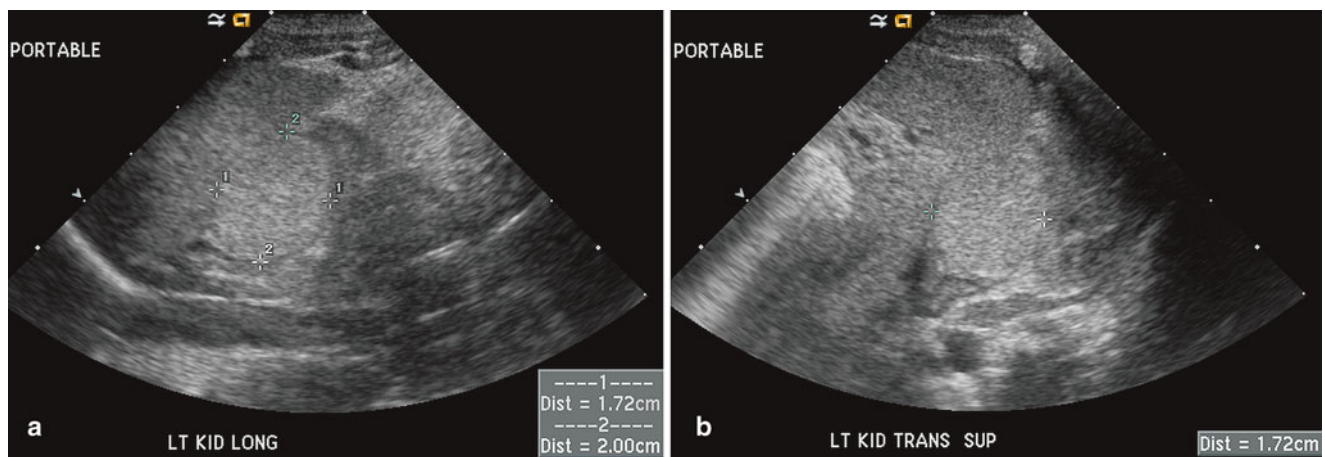 PORTABLE
2
1
1
2
----1----
Dist = 1.72cm
----2----
Dist = 2.00cm
a
LT KID LONG
PORTABLE
b
LT KID TRANS SUP
Dist = 1.72cm